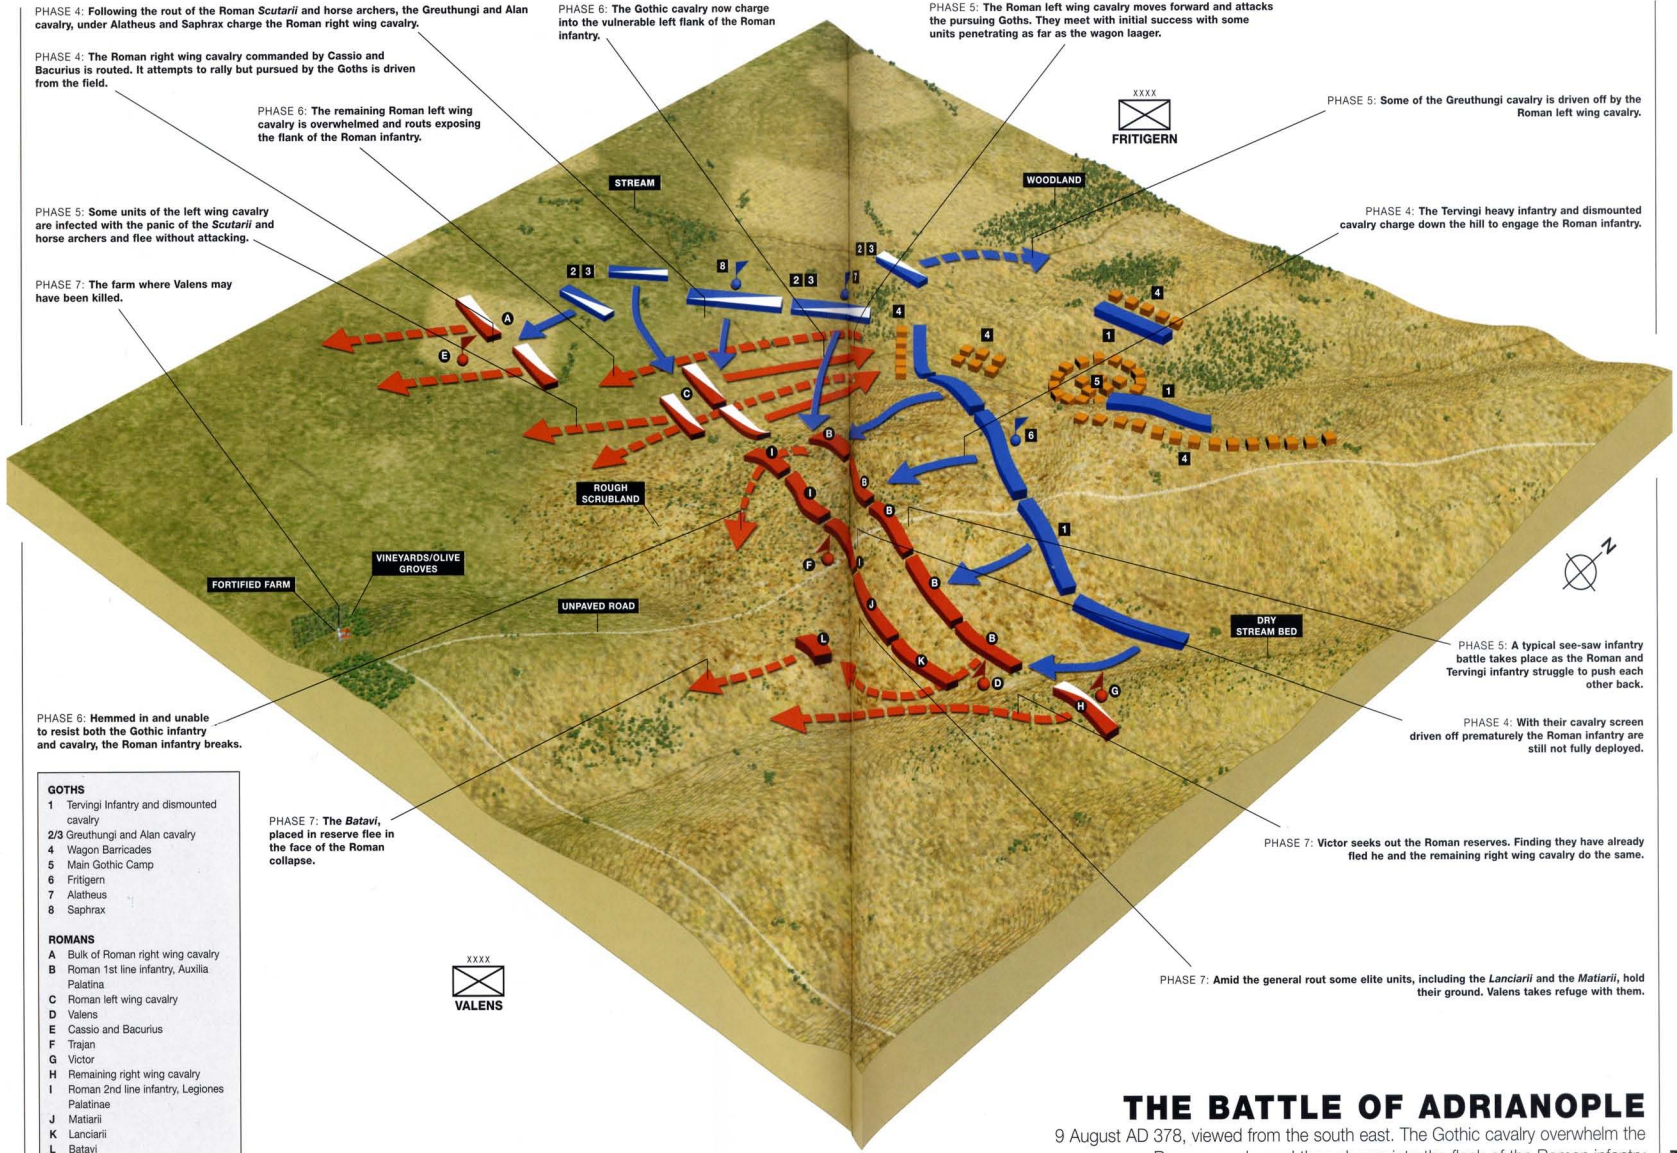 PHASE 4: Following the rout of the Roman Scutarii and horse archers, the Greuthungi and Alan
cavalry, under Alatheus and Saphrax charge the Roman right wing cavalry.
PHASE 4: The Roman right wing cavalry commanded by Cassio and
Bacurius is routed. It attempts to rally but pursued by the Goths is driven
from the field.
PHASE 6: The remaining Roman left wing
cavalry is overwhelmed and routs exposing
the flank of the Roman infantry.
PHASE 5: Some units of the left wing cavalry
are infected with the panic of the Scutarii and
horse archers and flee without attacking.
PHASE 7: The farm where Valens may
have been killed.
PHASE 6: The Gothic cavalry now charge
into the vulnerable left flank of the Roman
infantry.
PHASE 5: The Roman left wing cavalry moves forward and attacks
the pursuing Goths. They meet with initial success with some
units penetrating as far as the wagon laager.
XXXX
FRITIGERN
PHASE 5: Some of the Greuthungi cavalry is driven off by the
Roman left wing cavalry.
PHASE 4: The Tervingi heavy infantry and dismounted
cavalry charge down the hill to engage the Roman infantry.
STREAM
WOODLAND
2 3
8
2 3
7
2 3
4
4
4
1
5
1
4
6
1
A
E
C
B
I
B
I
B
F
I
B
J
B
L
K
D
G
H
ROUGH
SCRUBLAND
VINEYARDS/OLIVE
GROVES
FORTIFIED FARM
UNPAVED ROAD
DRY
STREAM BED
N
PHASE 5: A typical see-saw infantry
battle takes place as the Roman and
Tervingi infantry struggle to push each
other back.
PHASE 4: With their cavalry screen
driven off prematurely the Roman infantry are
still not fully deployed.
PHASE 7: Victor seeks out the Roman reserves. Finding they have already
fled he and the remaining right wing cavalry do the same.
PHASE 7: Amid the general rout some elite units, including the Lanciarii and the Matiarii, hold
their ground. Valens takes refuge with them.
PHASE 6: Hemmed in and unable
to resist both the Gothic infantry
and cavalry, the Roman infantry breaks.
PHASE 7: The Batavi,
placed in reserve flee in
the face of the Roman
collapse.
XXXX
VALENS
GOTHS
1 Tervingi Infantry and dismounted
cavalry
2/3 Greuthungi and Alan cavalry
4 Wagon Barricades
5 Main Gothic Camp
6 Fritigern
7 Alatheus
8 Saphrax
ROMANS
A Bulk of Roman right wing cavalry
B Roman 1st line infantry, Auxilia
Palatina
C Roman left wing cavalry
D Valens
E Cassio and Bacurius
F Trajan
G Victor
H Remaining right wing cavalry
I Roman 2nd line infantry, Legiones
Palatinae
J Matiarii
K Lanciarii
L Batavi
THE BATTLE OF ADRIANOPLE
9 August AD 378, viewed from the south east. The Gothic cavalry overwhelm the